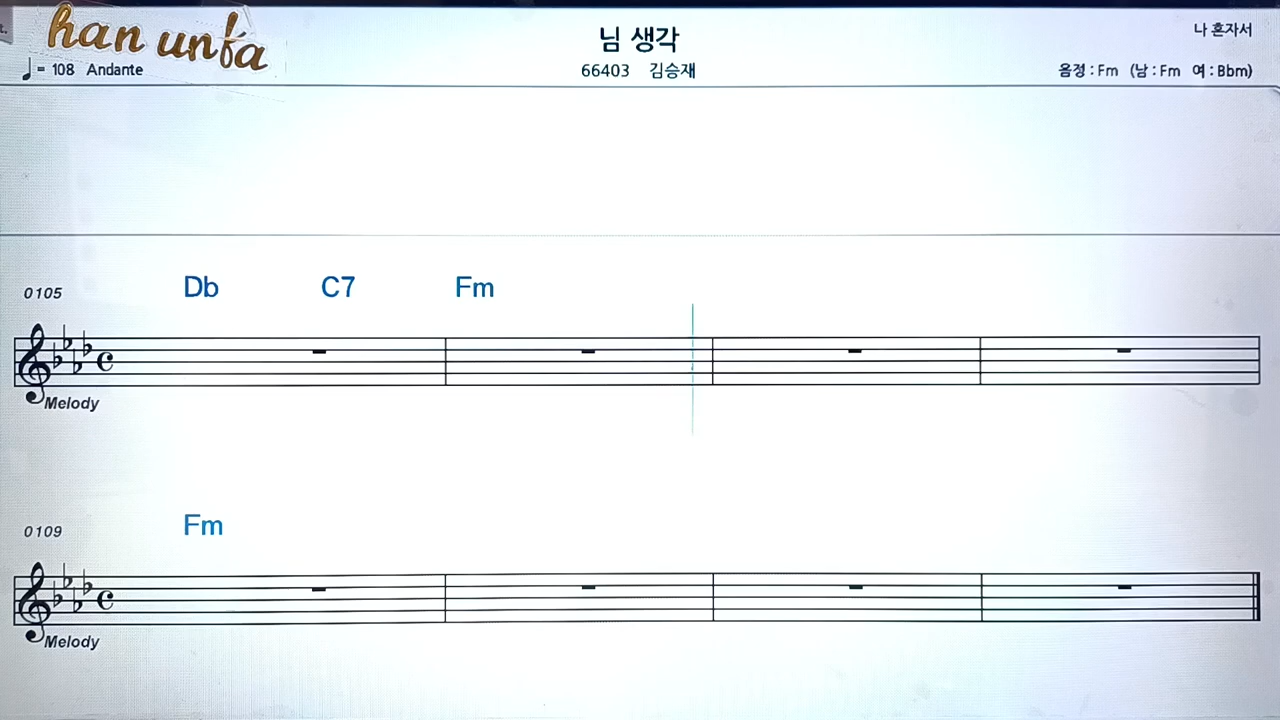 han unfa
님 생각
나 혼자서
♩= 108 Andante
66403 김승재
음정 : Fm (남 : Fm 여 : Bbm)
0105 Db C7 Fm
Melody
0109 Fm
Melody